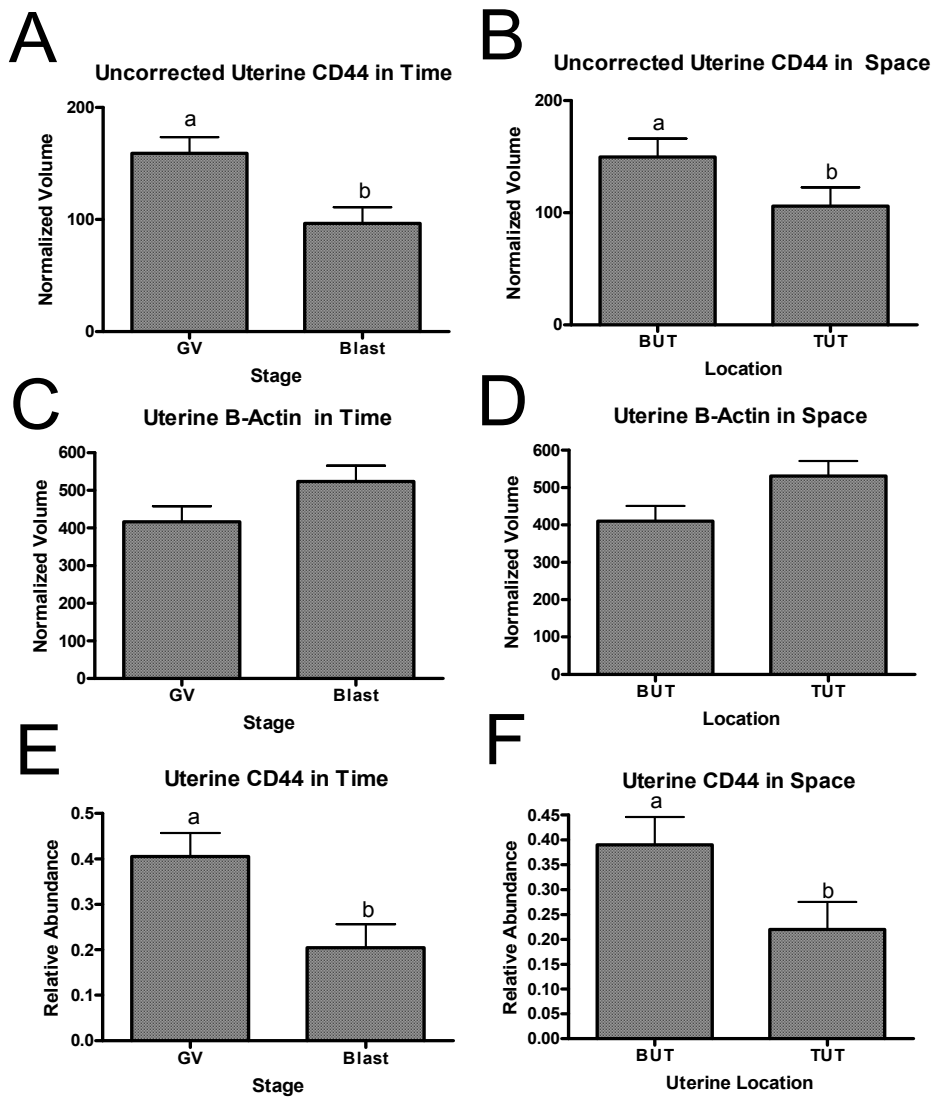 A
Uncorrected Uterine CD44 in Time
200
100
0
Normalized Volume
a
b
GV
Blast
Stage
B
Uncorrected Uterine CD44 in Space
200
100
0
Normalized Volume
a
b
BUT
TUT
Location
C
Uterine B-Actin in Time
600
500
400
300
200
100
0
Normalized Volume
GV
Blast
Stage
D
Uterine B-Actin in Space
600
500
400
300
200
100
0
Normalized Volume
BUT
TUT
Location
E
Uterine CD44 in Time
0.5
0.4
0.3
0.2
0.1
0.0
Relative Abundance
a
b
GV
Blast
Stage
F
Uterine CD44 in Space
0.45
0.40
0.35
0.30
0.25
0.20
0.15
0.10
0.05
0.00
Relative Abundance
a
b
BUT
TUT
Uterine Location